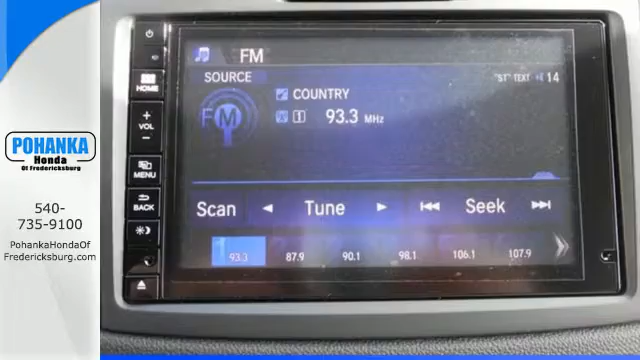 POHANKA
Honda
Of Fredericksburg
540-
735-9100
PohankaHondaOf
Fredericksburg.com
HOME
+
VOL
-
MENU
BACK
FM
SOURCE
"ST" TEXT 14
FM
COUNTRY
1 93.3 MHz
Scan Tune Seek
1 93.3 87.9 90.1 98.1 106.1 107.9